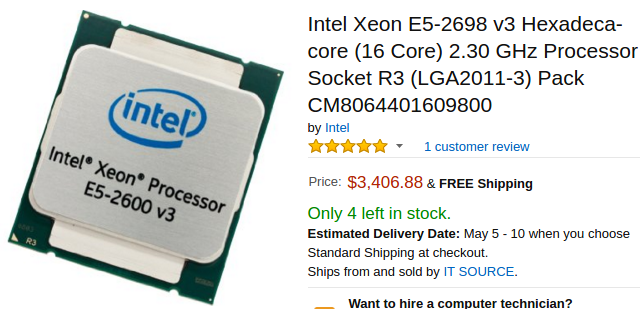 intel
Intel® Xeon® Processor
E5-2600 v3
R3
Intel Xeon E5-2698 v3 Hexadeca-
core (16 Core) 2.30 GHz Processor
Socket R3 (LGA2011-3) Pack
CM8064401609800
by Intel
1 customer review
Price: $3,406.88 & FREE Shipping
Only 4 left in stock.
Estimated Delivery Date: May 5 - 10 when you choose
Standard Shipping at checkout.
Ships from and sold by IT SOURCE.
Want to hire a computer technician?